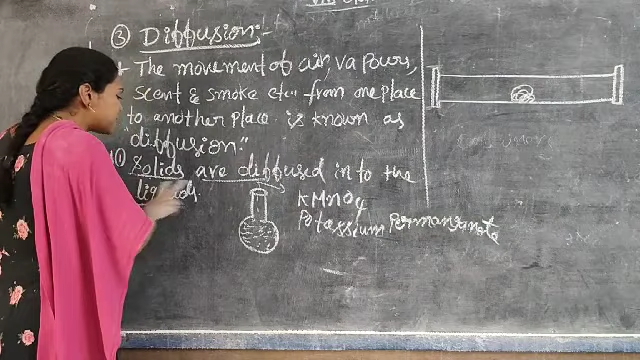 ③ Diffusion:-
The movement of air, vapours,
scent & smoke etc.. from one place
to another place is known as
"diffusion."
① Solids are diffused in to the
liquids.
KMnO4
Potassium Permanganate